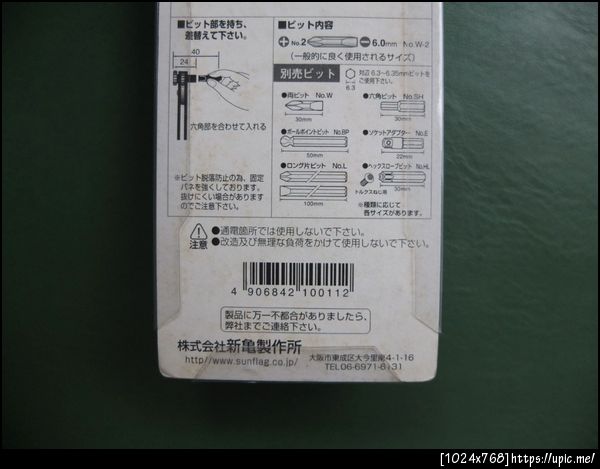 ■ビット部を持ち、
差替えて下さい。
40
24
六角部を合わせて入れる
※ビット脱落防止の為、固定
バネを強くしております。
抜けにくい場合があります
のでご注意下さい。
■ビット内容
No.2
6.0mm No.W-2
(一般的に良く使用されるサイズ)
別売ビット
対辺 6.3~6.35mmビットを
ご使用下さい。
6.3
●両ビット No.W
30mm
●六角ビット No.SH
30mm
●ボールポイントビット No.BP
50mm
●ソケットアダプター No.E
22mm
●ロング片ビット No.L
100mm
●ヘックスローブビット No.HL
30mm
トルクスねじ用
※種類に応じて
各サイズがあります。
注意
●通電箇所では使用しないで下さい。
●改造及び無理な負荷をかけて使用しないで下さい。
4 906842 100112
製品に万一不都合がありましたら、
弊社までご連絡下さい。
株式会社 新亀製作所
http://www.sunflag.co.jp/
大阪市東成区大今里南4-1-16
TEL06-6971-8131
[1024x768]https://upic.me/